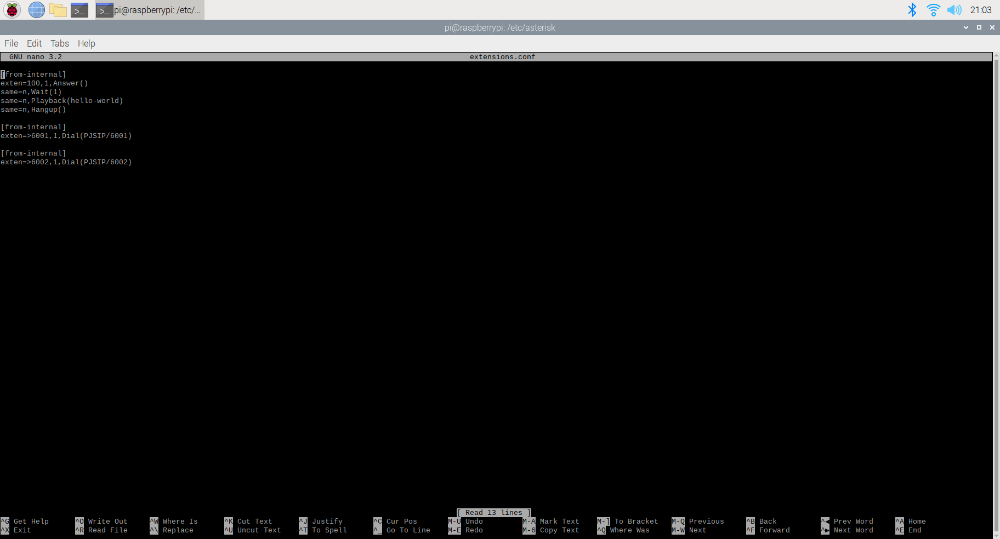 pi@raspberrypi: /etc/... 21:03
pi@raspberrypi: /etc/asterisk
File Edit Tabs Help
GNU nano 3.2 extensions.conf
[from-internal]
exten=100,1,Answer()
same=n,Wait(1)
same=n,Playback(hello-world)
same=n,Hangup()
[from-internal]
exten=>6001,1,Dial(PJSIP/6001)
[from-internal]
exten=>6002,1,Dial(PJSIP/6002)
[ Read 13 lines ]
^G Get Help ^O Write Out ^W Where Is ^K Cut Text ^J Justify ^C Cur Pos M-U Undo M-A Mark Text M-] To Bracket M-Q Previous ^B Back ^◀ Prev Word ^A Home
^X Exit ^R Read File ^\ Replace ^U Uncut Text ^T To Spell ^_ Go To Line M-E Redo M-6 Copy Text ^Q Where Was M-W Next ^F Forward ^▶ Next Word ^E End